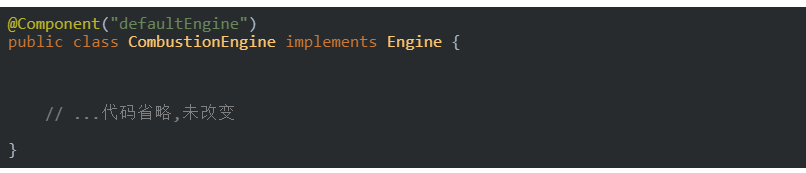 @Component("defaultEngine")
public class CombustionEngine implements Engine {
// ...代码省略,未改变
}